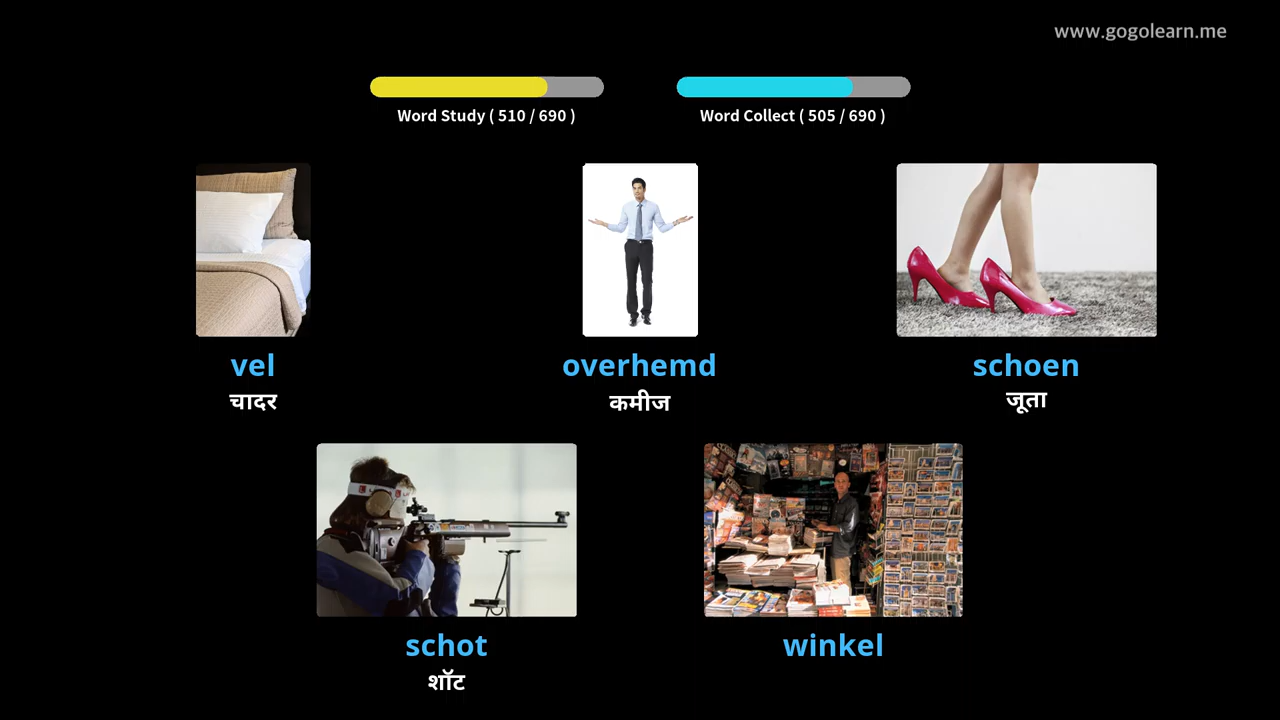 www.gogolearn.me
Word Study ( 510 / 690 )
Word Collect ( 505 / 690 )
vel
चादर
overhemd
कमीज
schoen
जूता
schot
शॉट
winkel